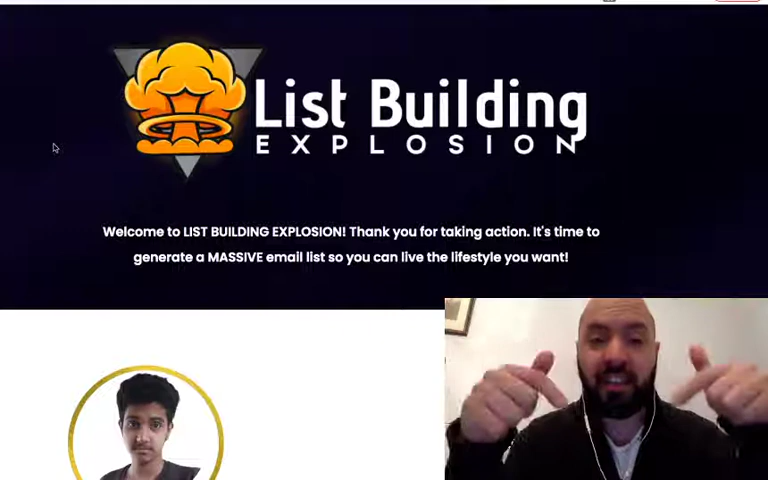 List Building
EXPLOSION
Welcome to LIST BUILDING EXPLOSION! Thank you for taking action. It's time to
generate a MASSIVE email list so you can live the lifestyle you want!